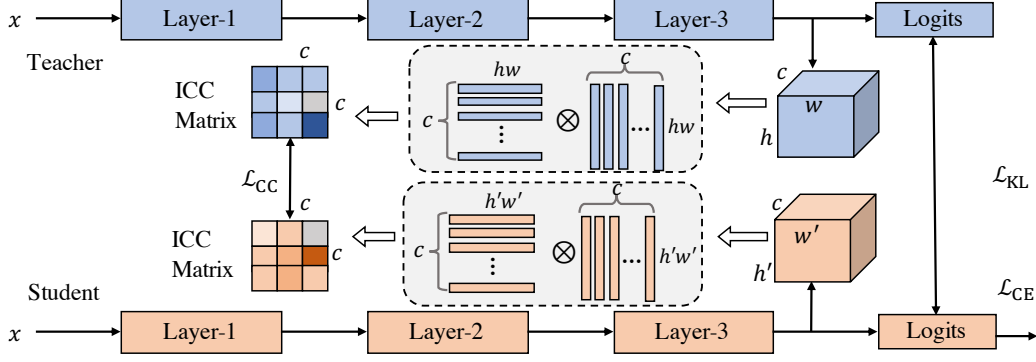 x
Layer-1
Layer-2
Layer-3
Logits
Teacher
c
ICC
Matrix
c
hw
c
⋮
⊗
c
...
hw
c
w
h
ℒCC
ℒKL
c
ICC
Matrix
c
h'w'
c
⋮
⊗
c
...
h'w'
c
w'
h'
Student
ℒCE
x
Layer-1
Layer-2
Layer-3
Logits